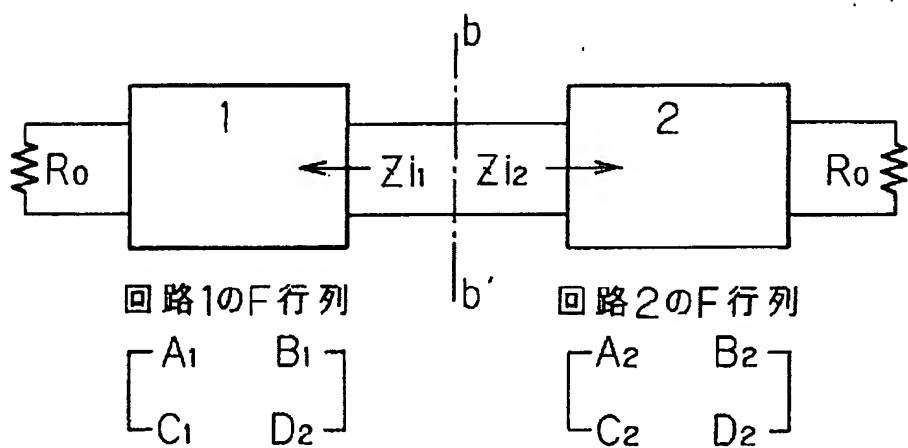 b
1
2
Ro
Zi1
Zi2
Ro
b'
回路1のF行列
回路2のF行列
A1 B1
A2 B2
C1 D2
C2 D2